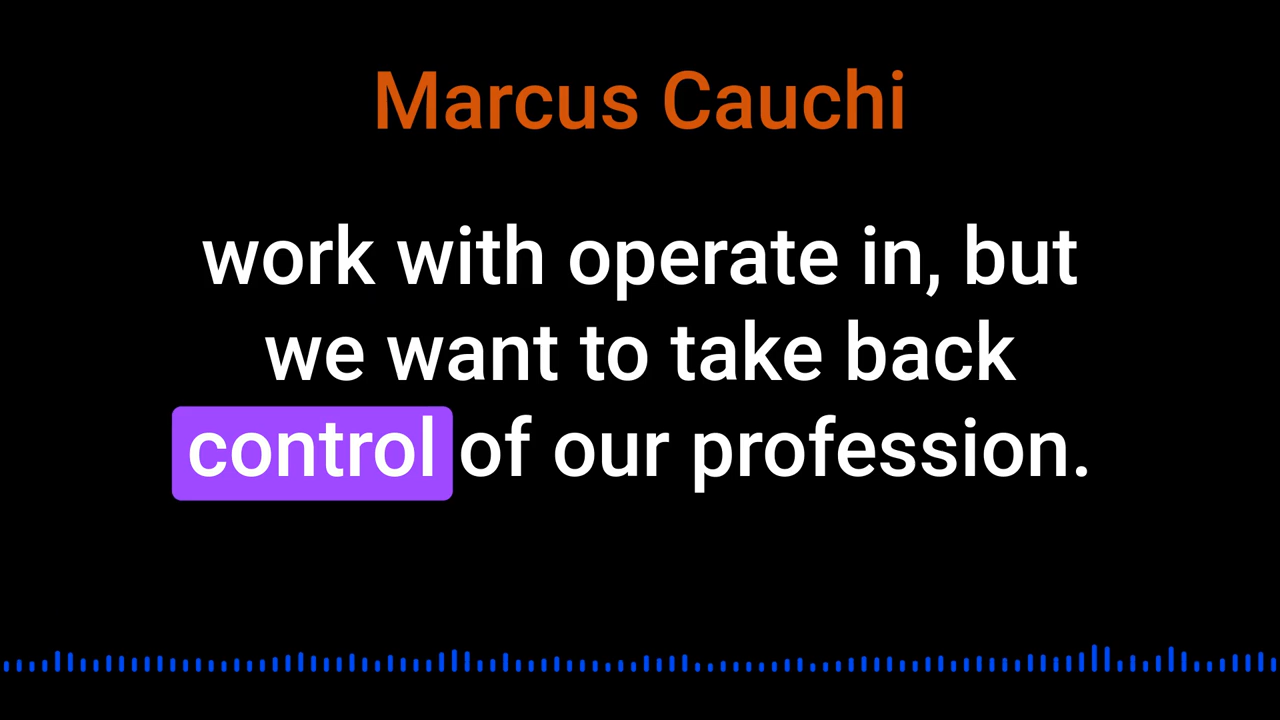 Marcus Cauchi
work with operate in, but
we want to take back
control of our profession.